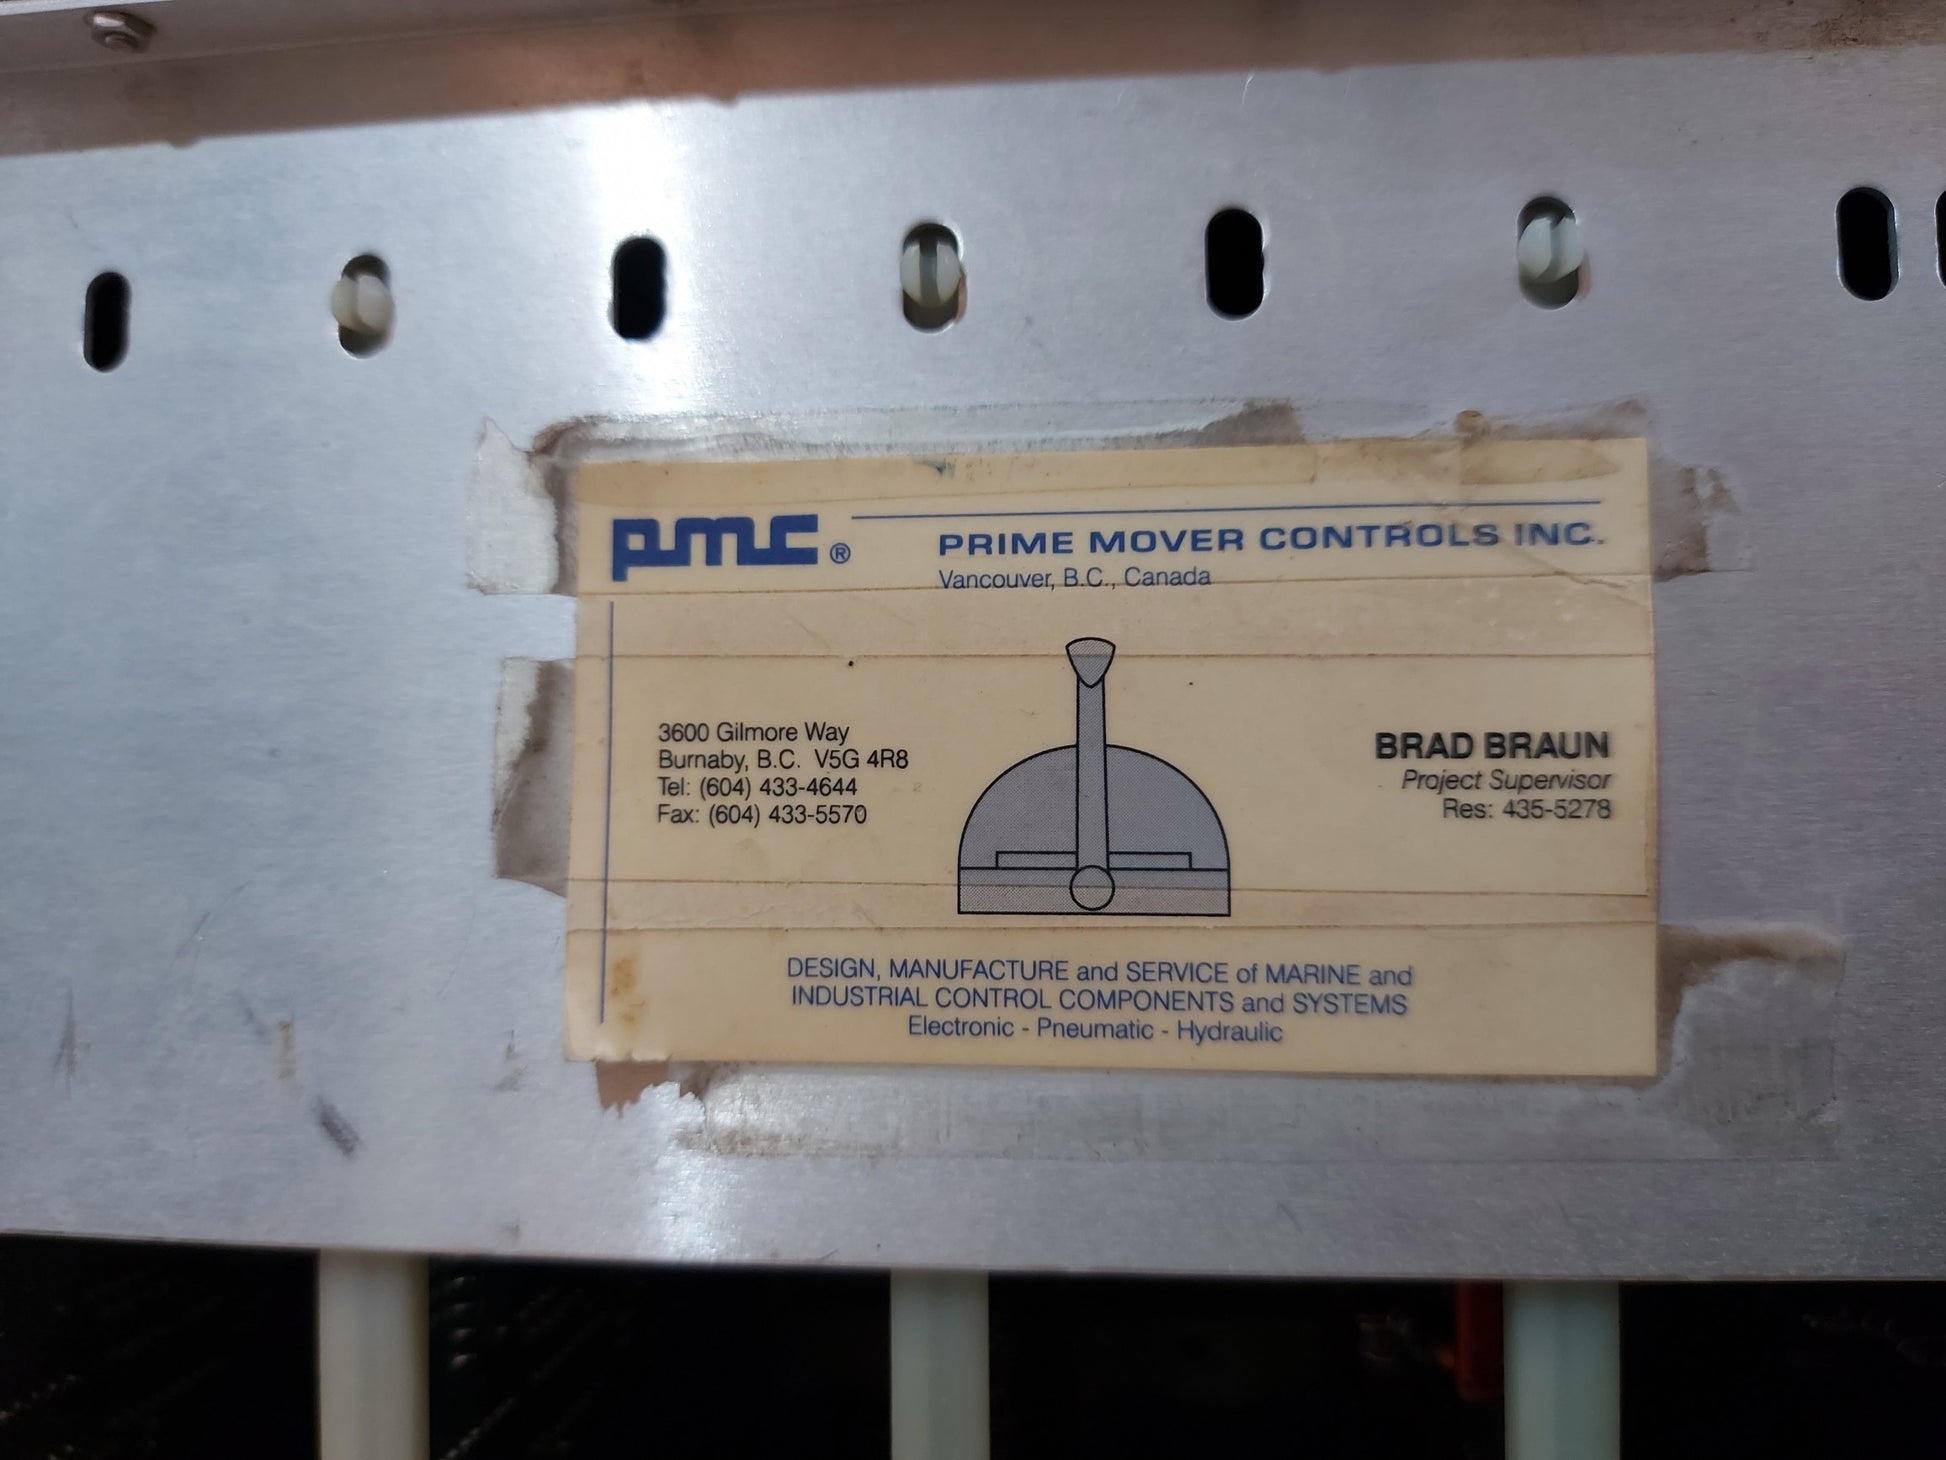 pmc ®
PRIME MOVER CONTROLS INC.
Vancouver, B.C., Canada
3600 Gilmore Way
Burnaby, B.C. V5G 4R8
Tel: (604) 433-4644
Fax: (604) 433-5570
BRAD BRAUN
Project Supervisor
Res: 435-5278
DESIGN, MANUFACTURE and SERVICE of MARINE and
INDUSTRIAL CONTROL COMPONENTS and SYSTEMS
Electronic - Pneumatic - Hydraulic